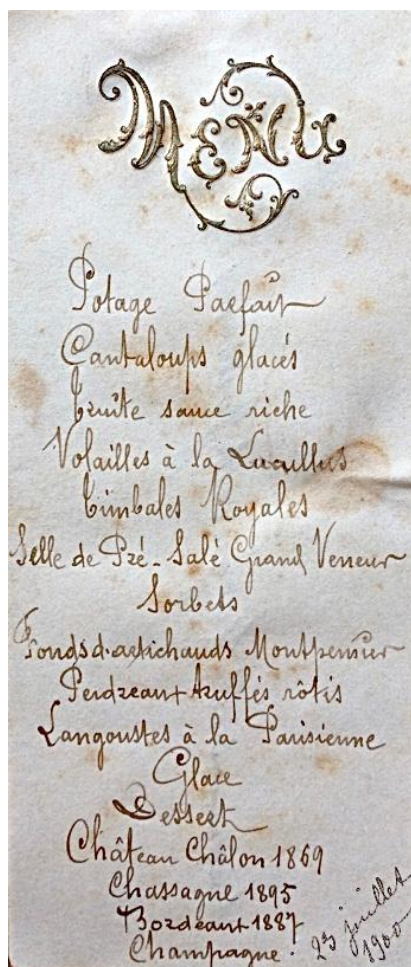 MENU
Potage Parfait
Cantaloups glacés
Truite sauce riche
Volailles à la Lucullus
Timbales Royales
Selle de Pré-Salé Grand Veneur
Sorbets
Fonds d'artichauds Montpensier
Perdreaux truffés rôtis
Langoustes à la Parisienne
Glace
Dessert
Château Châlon 1869
Chassagne 1895
Bordeaux 1887
Champagne.
23 juillet
1900